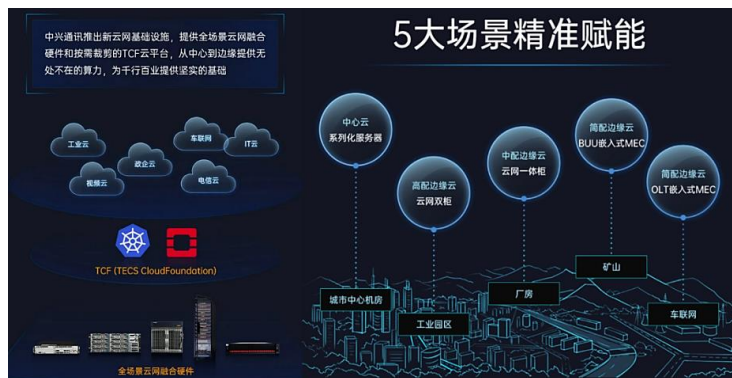 中兴通讯推出新云网基础设施，提供全场景云网融合
硬件和按需裁剪的TCF云平台，从中心到边缘提供无
处不在的算力，为千行百业提供坚实的基础
工业云
政企云
车联网
IT云
视频云
电信云
TCF (TECS CloudFoundation)
全场景云网融合硬件
5大场景精准赋能
中心云
系列化服务器
高配边缘云
云网双柜
中配边缘云
云网一体柜
简配边缘云
BUU嵌入式MEC
简配边缘云
OLT嵌入式MEC
城市中心机房
工业园区
厂房
矿山
车联网